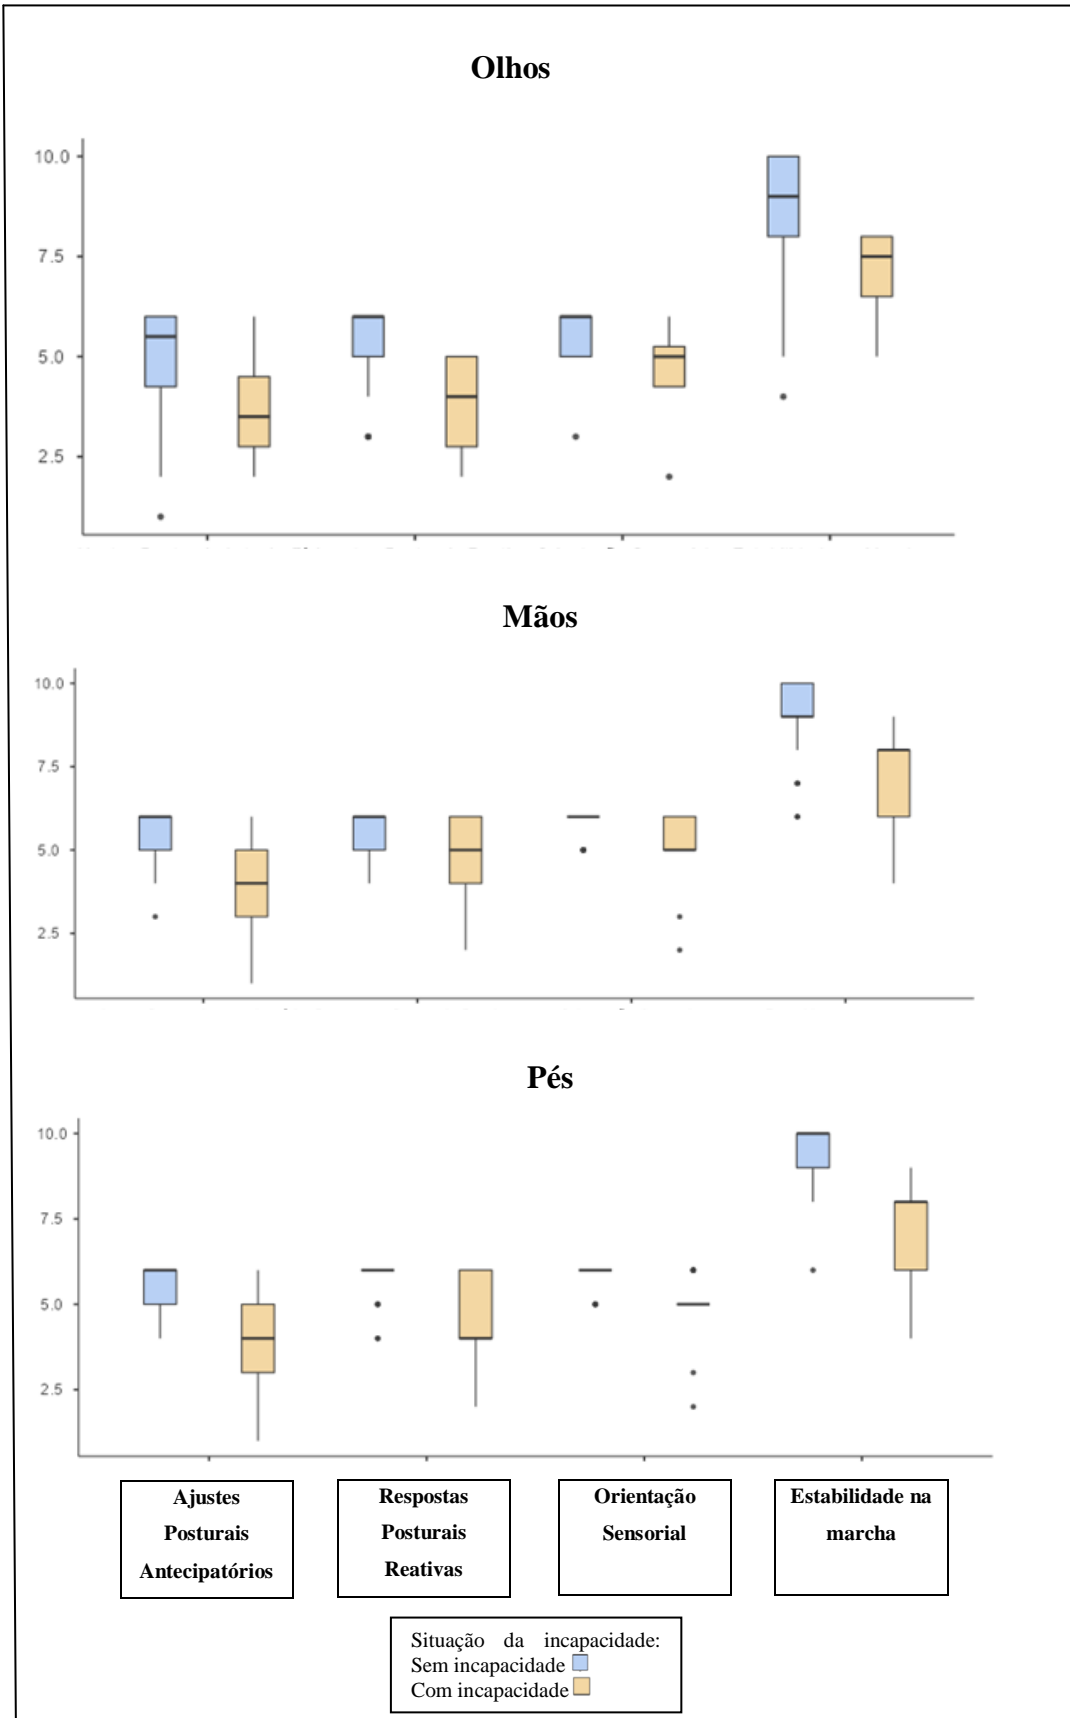 Olhos
10.0
7.5
5.0
2.5
Mãos
10.0
7.5
5.0
2.5
Pés
10.0
7.5
5.0
2.5
Ajustes
Posturais
Antecipatórios
Respostas
Posturais
Reativas
Orientação
Sensorial
Estabilidade na
marcha
Situação da incapacidade:
Sem incapacidade
Com incapacidade